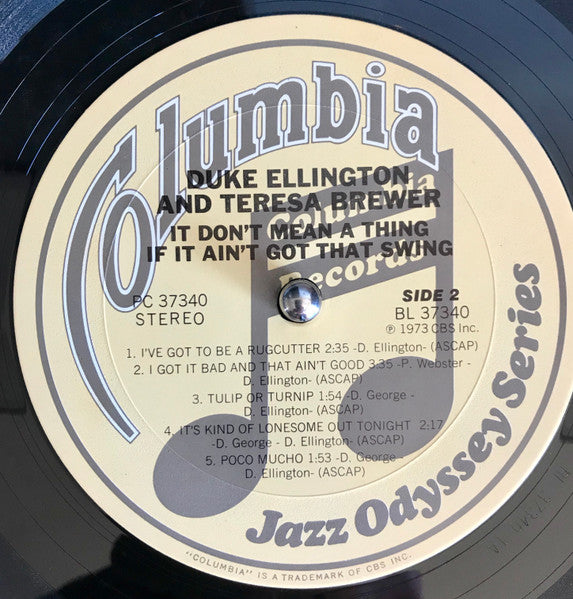 Columbia
DUKE ELLINGTON
AND TERESA BREWER
IT DON'T MEAN A THING
IF IT AIN'T GOT THAT SWING
Columbia
Records
PC 37340
STEREO
SIDE 2
BL 37340
℗ 1973 CBS Inc.
1. I'VE GOT TO BE A RUGCUTTER 2:35 -D. Ellington- (ASCAP)
2. I GOT IT BAD AND THAT AIN'T GOOD 3:35 -P. Webster -
D. Ellington- (ASCAP)
3. TULIP OR TURNIP 1:54 -D. George -
D. Ellington- (ASCAP)
4. IT'S KIND OF LONESOME OUT TONIGHT 2:17
-D. George - D. Ellington- (ASCAP)
5. POCO MUCHO 1:53 -D. George -
D. Ellington- (ASCAP)
Jazz Odyssey Series
"COLUMBIA" IS A TRADEMARK OF CBS INC.